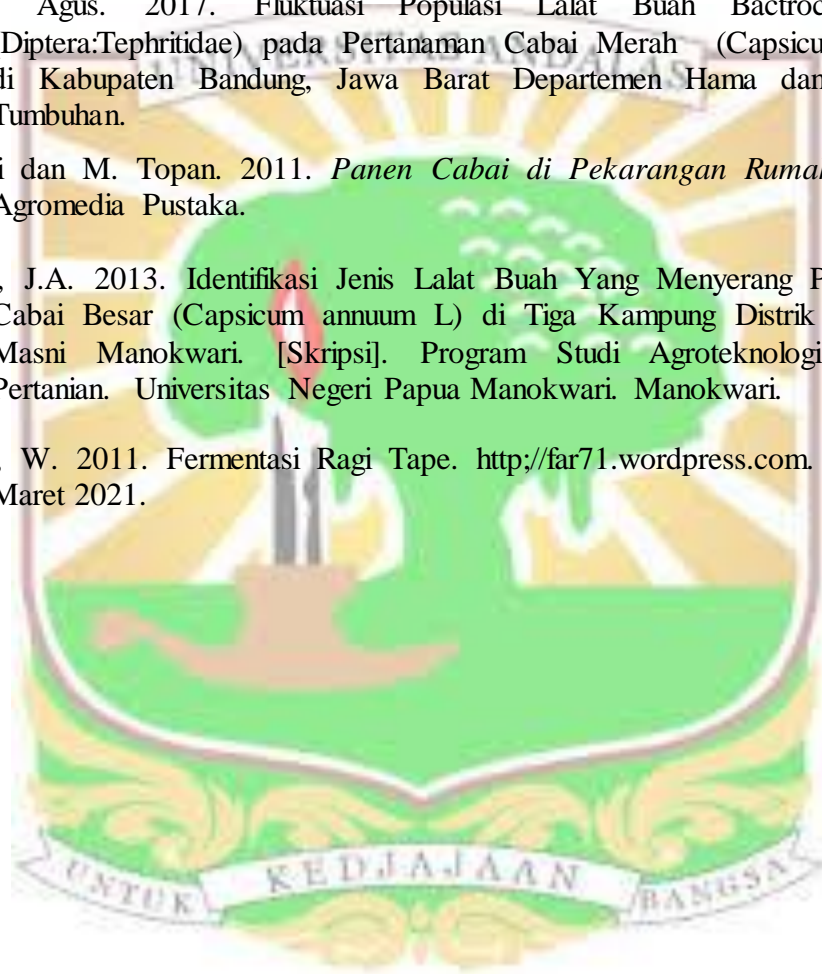 Agus. 2017. Fluktuasi Populasi Lalat Buah Bactroc
Diptera:Tephritidae) pada Pertanaman Cabai Merah (Capsicu
UNIVERSITAS ANDALAS
di Kabupaten Bandung, Jawa Barat Departemen Hama dan
Tumbuhan.
i dan M. Topan. 2011. Panen Cabai di Pekarangan Rumah
Agromedia Pustaka.
, J.A. 2013. Identifikasi Jenis Lalat Buah Yang Menyerang P
Cabai Besar (Capsicum annuum L) di Tiga Kampung Distrik
Masni Manokwari. [Skripsi]. Program Studi Agroteknologi
Pertanian. Universitas Negeri Papua Manokwari. Manokwari.
, W. 2011. Fermentasi Ragi Tape. http;//far71.wordpress.com.
Maret 2021.
UNTUK KEDJAJAAN BANGSA